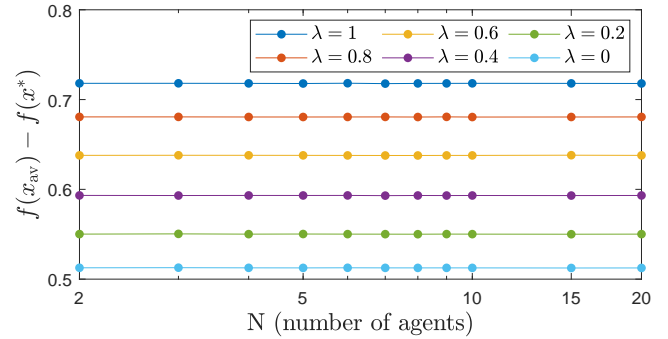 0.8
λ = 1 λ = 0.6 λ = 0.2
λ = 0.8 λ = 0.4 λ = 0
0.7
0.6
0.5
f(x_av) − f(x*)
2 5 10 15 20
N (number of agents)